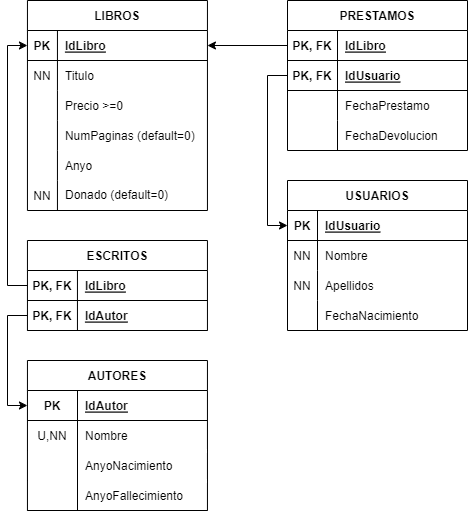 LIBROS
PK IdLibro
NN Titulo
Precio >=0
NumPaginas (default=0)
Anyo
NN Donado (default=0)
PRESTAMOS
PK, FK IdLibro
PK, FK IdUsuario
FechaPrestamo
FechaDevolucion
USUARIOS
PK IdUsuario
NN Nombre
NN Apellidos
FechaNacimiento
ESCRITOS
PK, FK IdLibro
PK, FK IdAutor
AUTORES
PK IdAutor
U,NN Nombre
AnyoNacimiento
AnyoFallecimiento